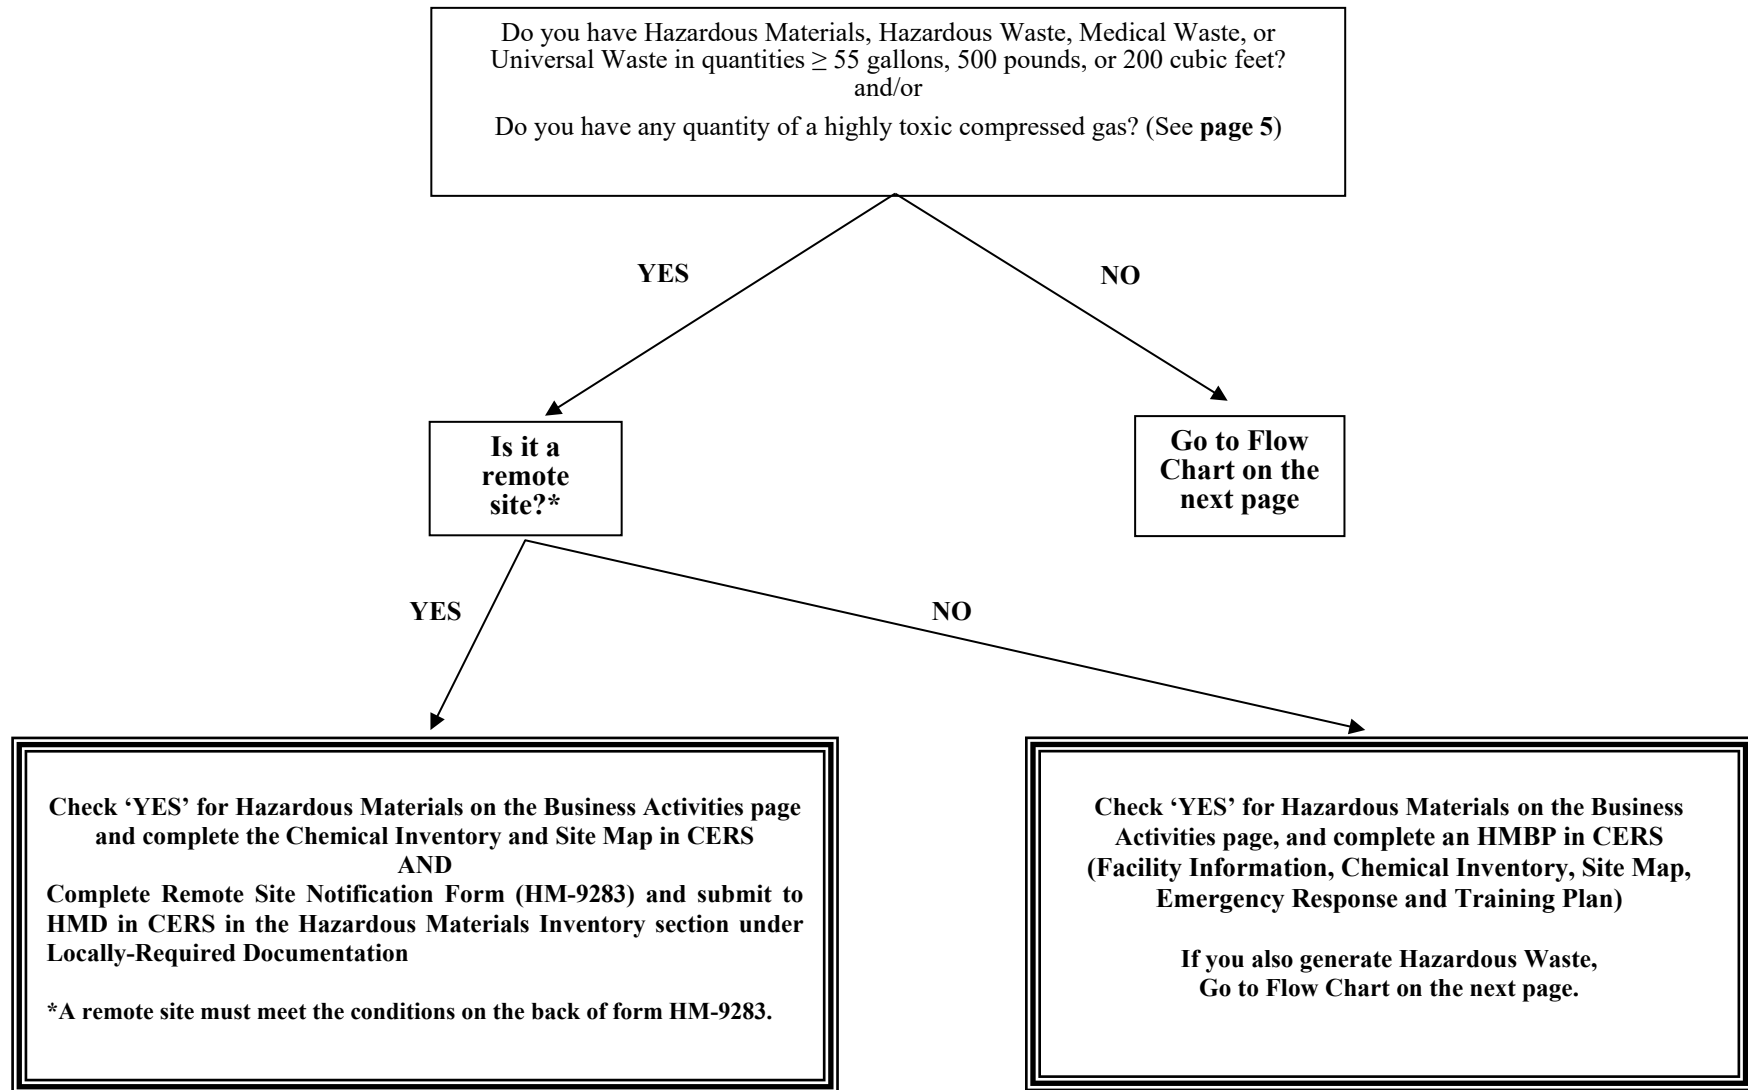 Do you have Hazardous Materials, Hazardous Waste, Medical Waste, or
Universal Waste in quantities ≥ 55 gallons, 500 pounds, or 200 cubic feet?
and/or
Do you have any quantity of a highly toxic compressed gas? (See page 5)
YES
NO
Is it a
remote
site?*
Go to Flow
Chart on the
next page
YES
NO
Check ‘YES’ for Hazardous Materials on the Business Activities page
and complete the Chemical Inventory and Site Map in CERS
AND
Complete Remote Site Notification Form (HM-9283) and submit to
HMD in CERS in the Hazardous Materials Inventory section under
Locally-Required Documentation
*A remote site must meet the conditions on the back of form HM-9283.
Check ‘YES’ for Hazardous Materials on the Business
Activities page, and complete an HMBP in CERS
(Facility Information, Chemical Inventory, Site Map,
Emergency Response and Training Plan)
If you also generate Hazardous Waste,
Go to Flow Chart on the next page.